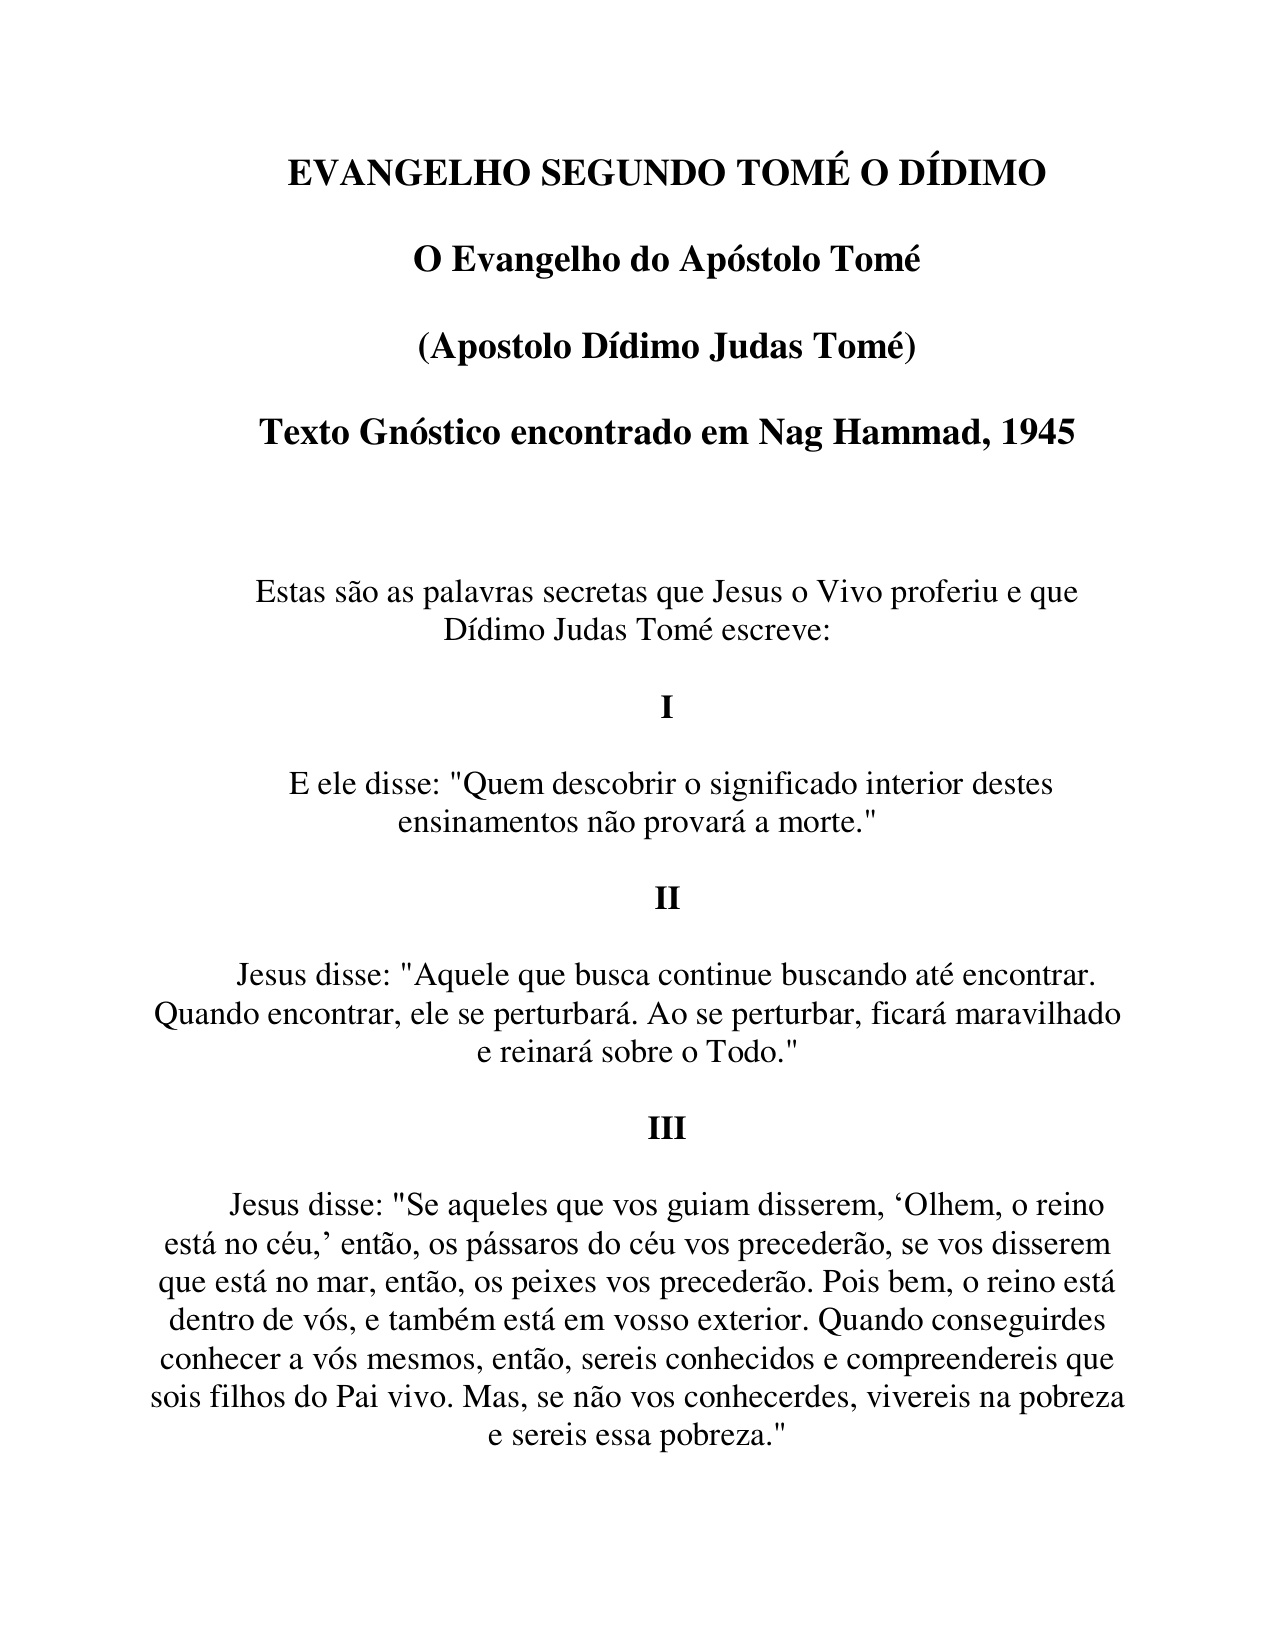 EVANGELHO SEGUNDO TOMÉ O DÍDIMO
O Evangelho do Apóstolo Tomé
(Apostolo Dídimo Judas Tomé)
Texto Gnóstico encontrado em Nag Hammad, 1945
Estas são as palavras secretas que Jesus o Vivo proferiu e que
Dídimo Judas Tomé escreve:
I
E ele disse: "Quem descobrir o significado interior destes
ensinamentos não provará a morte."
II
Jesus disse: "Aquele que busca continue buscando até encontrar.
Quando encontrar, ele se perturbará. Ao se perturbar, ficará maravilhado
e reinará sobre o Todo."
III
Jesus disse: "Se aqueles que vos guiam disserem, ‘Olhem, o reino
está no céu,’ então, os pássaros do céu vos precederão, se vos disserem
que está no mar, então, os peixes vos precederão. Pois bem, o reino está
dentro de vós, e também está em vosso exterior. Quando conseguirdes
conhecer a vós mesmos, então, sereis conhecidos e compreendereis que
sois filhos do Pai vivo. Mas, se não vos conhecerdes, vivereis na pobreza
e sereis essa pobreza."